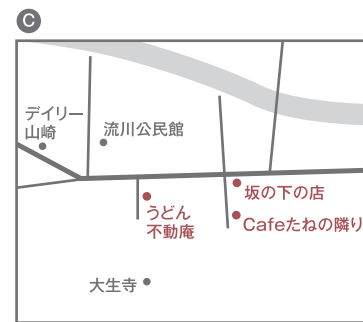 C
デイリー
山崎
流川公民館
坂の下の店
うどん
不動庵
Cafeたねの隣り
大生寺